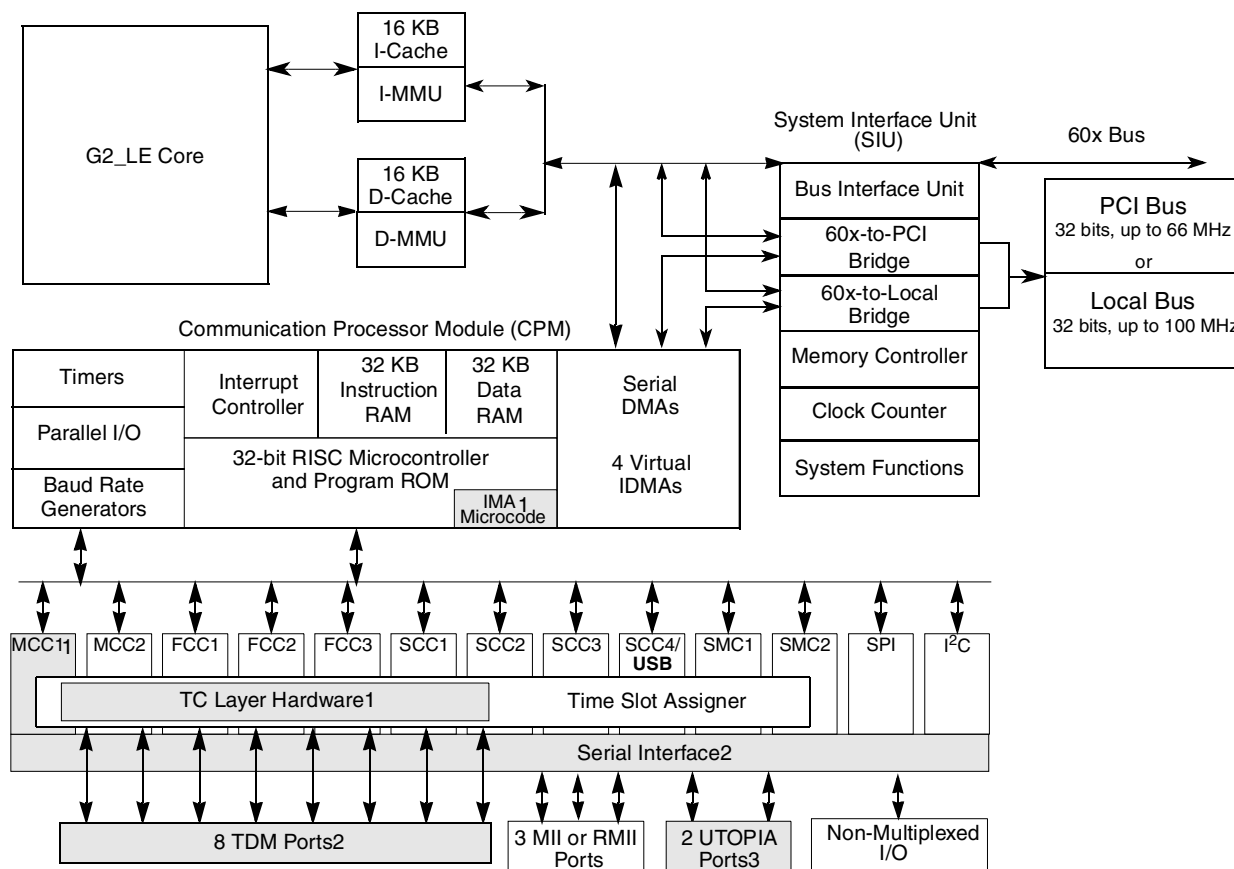 16 KB
I-Cache
I-MMU
G2_LE Core
16 KB
D-Cache
D-MMU
System Interface Unit
(SIU)
60x Bus
Bus Interface Unit
60x-to-PCI
Bridge
60x-to-Local
Bridge
Memory Controller
Clock Counter
System Functions
PCI Bus
32 bits, up to 66 MHz
or
Local Bus
32 bits, up to 100 MHz
Communication Processor Module (CPM)
Timers
Parallel I/O
Baud Rate
Generators
Interrupt
Controller
32 KB
Instruction
RAM
32 KB
Data
RAM
32-bit RISC Microcontroller
and Program ROM
IMA1
Microcode
Serial
DMAs
4 Virtual
IDMAs
MCC11
MCC2
FCC1
FCC2
FCC3
SCC1
SCC2
SCC3
SCC4/
USB
SMC1
SMC2
SPI
I²C
TC Layer Hardware1
Time Slot Assigner
Serial Interface2
8 TDM Ports2
3 MII or RMII
Ports
2 UTOPIA
Ports3
Non-Multiplexed
I/O